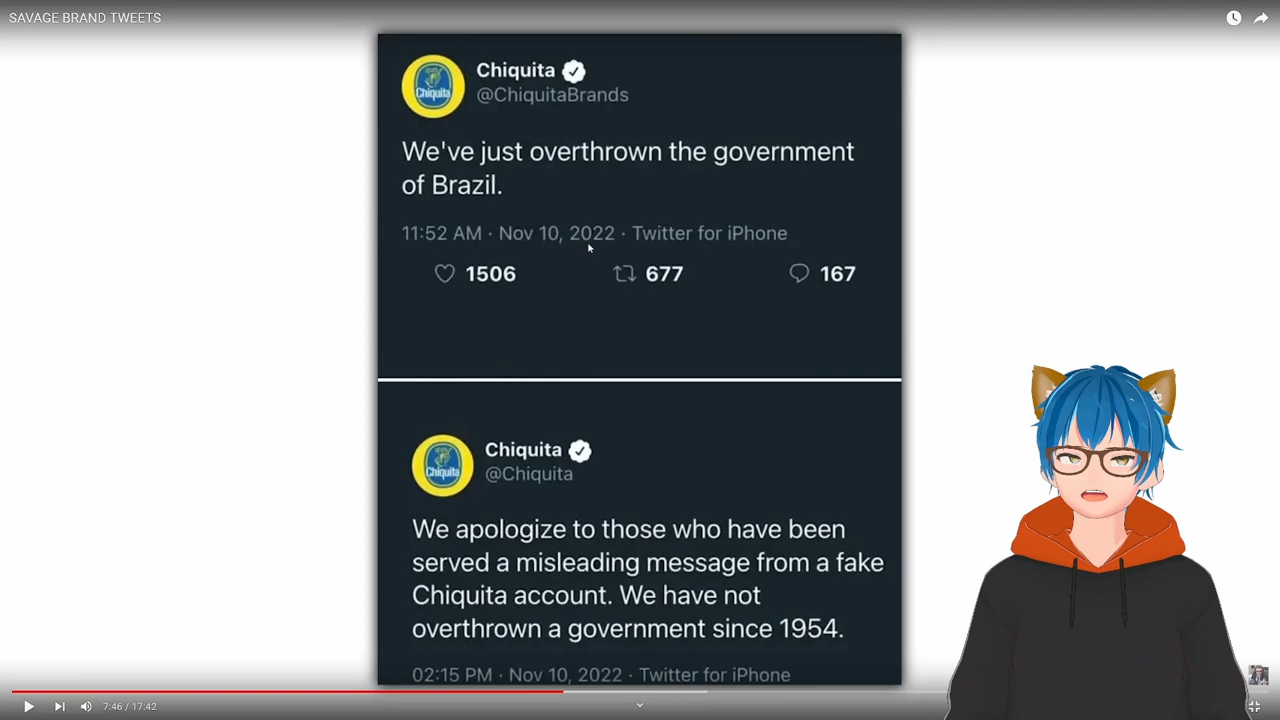 SAVAGE BRAND TWEETS
Chiquita
@ChiquitaBrands
Chiquita
We've just overthrown the government
of Brazil.
11:52 AM · Nov 10, 2022 · Twitter for iPhone
1506 677 167
Chiquita
@Chiquita
Chiquita
We apologize to those who have been
served a misleading message from a fake
Chiquita account. We have not
overthrown a government since 1954.
02:15 PM · Nov 10, 2022 · Twitter for iPhone
7:46 / 17:42